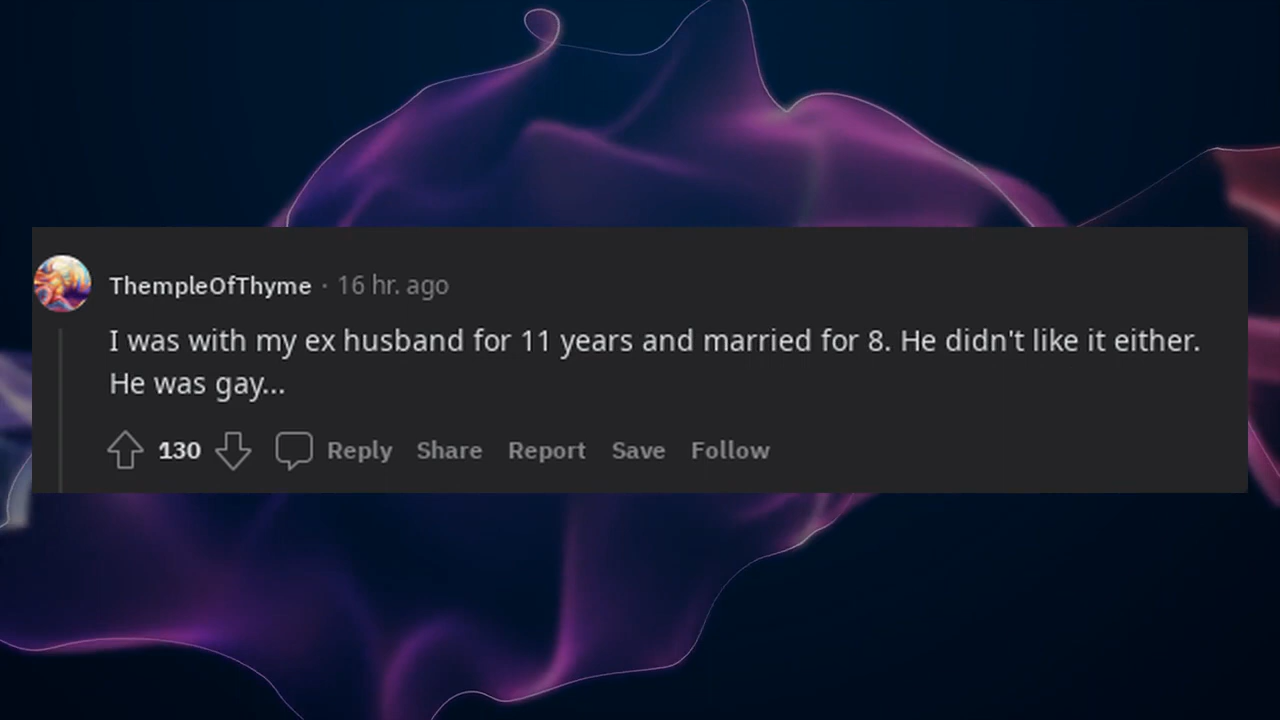 ThempleOfThyme · 16 hr. ago
I was with my ex husband for 11 years and married for 8. He didn't like it either.
He was gay...
130 Reply Share Report Save Follow